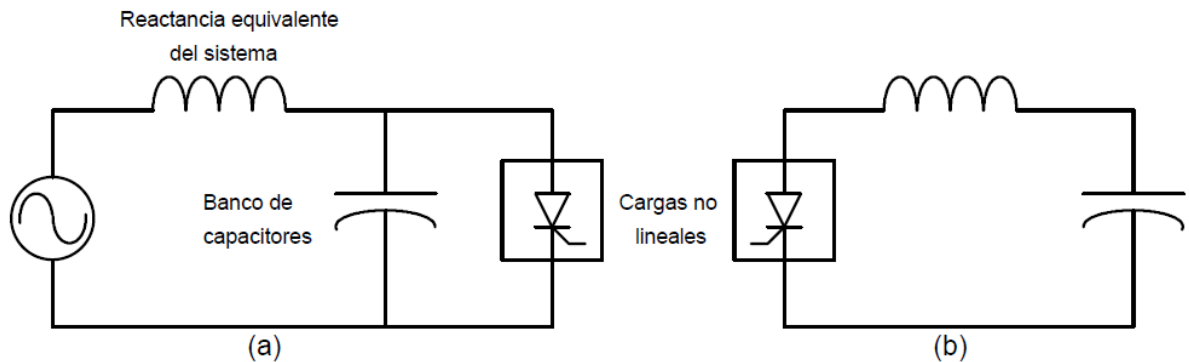 Reactancia equivalente
del sistema
Banco de
capacitores
Cargas no
lineales
(a)
(b)